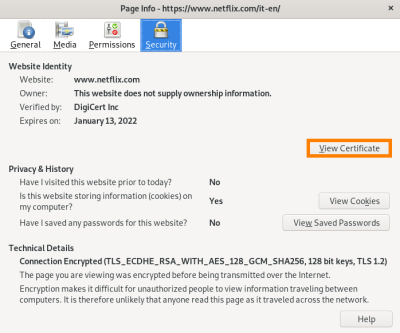 Page Info - https://www.netflix.com/it-en/ ×
General Media Permissions Security
Website Identity
Website: www.netflix.com
Owner: This website does not supply ownership information.
Verified by: DigiCert Inc
Expires on: January 13, 2022
View Certificate
Privacy & History
Have I visited this website prior to today? No
Is this website storing information (cookies) on
my computer? Yes View Cookies
Have I saved any passwords for this website? No View Saved Passwords
Technical Details
Connection Encrypted (TLS_ECDHE_RSA_WITH_AES_128_GCM_SHA256, 128 bit keys, TLS 1.2)
The page you are viewing was encrypted before being transmitted over the Internet.
Encryption makes it difficult for unauthorized people to view information traveling between
computers. It is therefore unlikely that anyone read this page as it traveled across the network.
Help